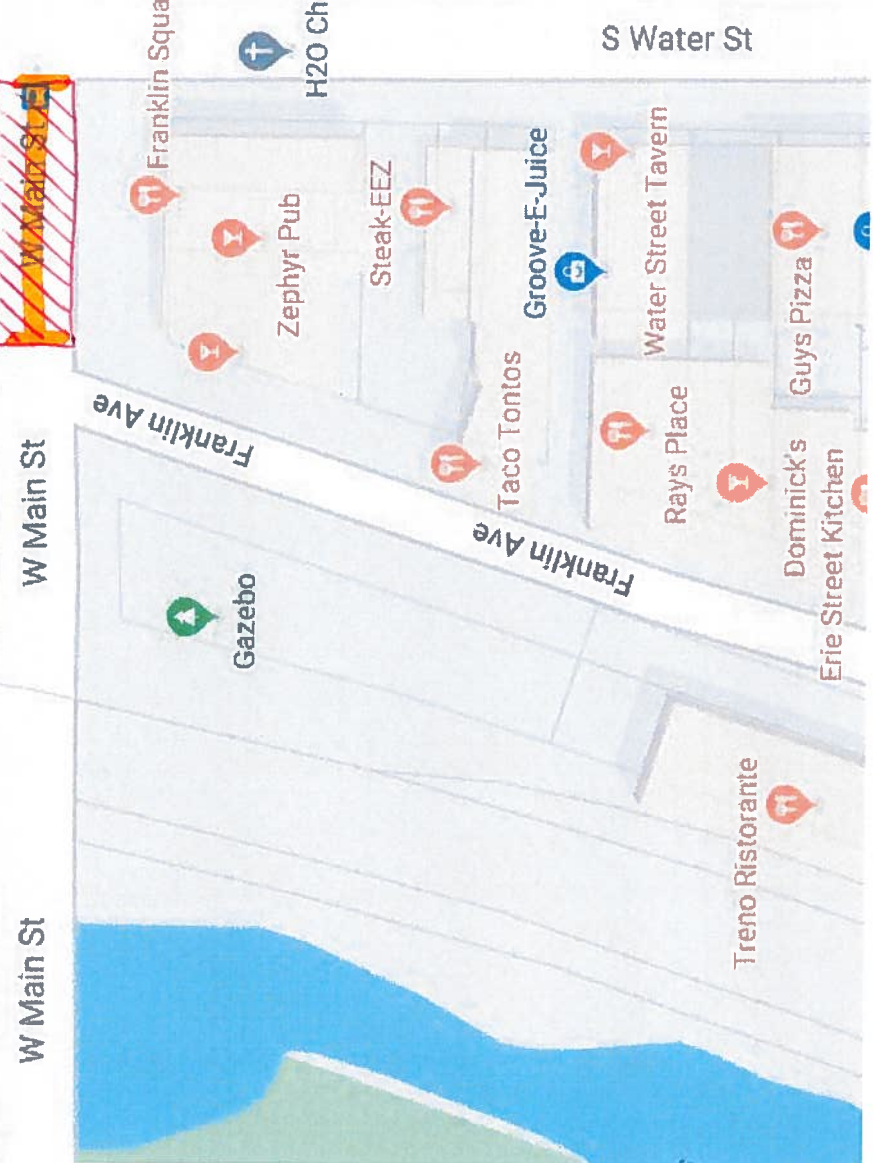 W Main St
W Main St
W Main St
Franklin Squa
H2O Ch
S Water St
Zephyr Pub
Steak-EEZ
Groove-E-Juice
Water Street Tavern
Guys Pizza
Franklin Ave
Taco Tontos
Rays Place
Dominick's
Erie Street Kitchen
Franklin Ave
Gazebo
Treno Ristorante